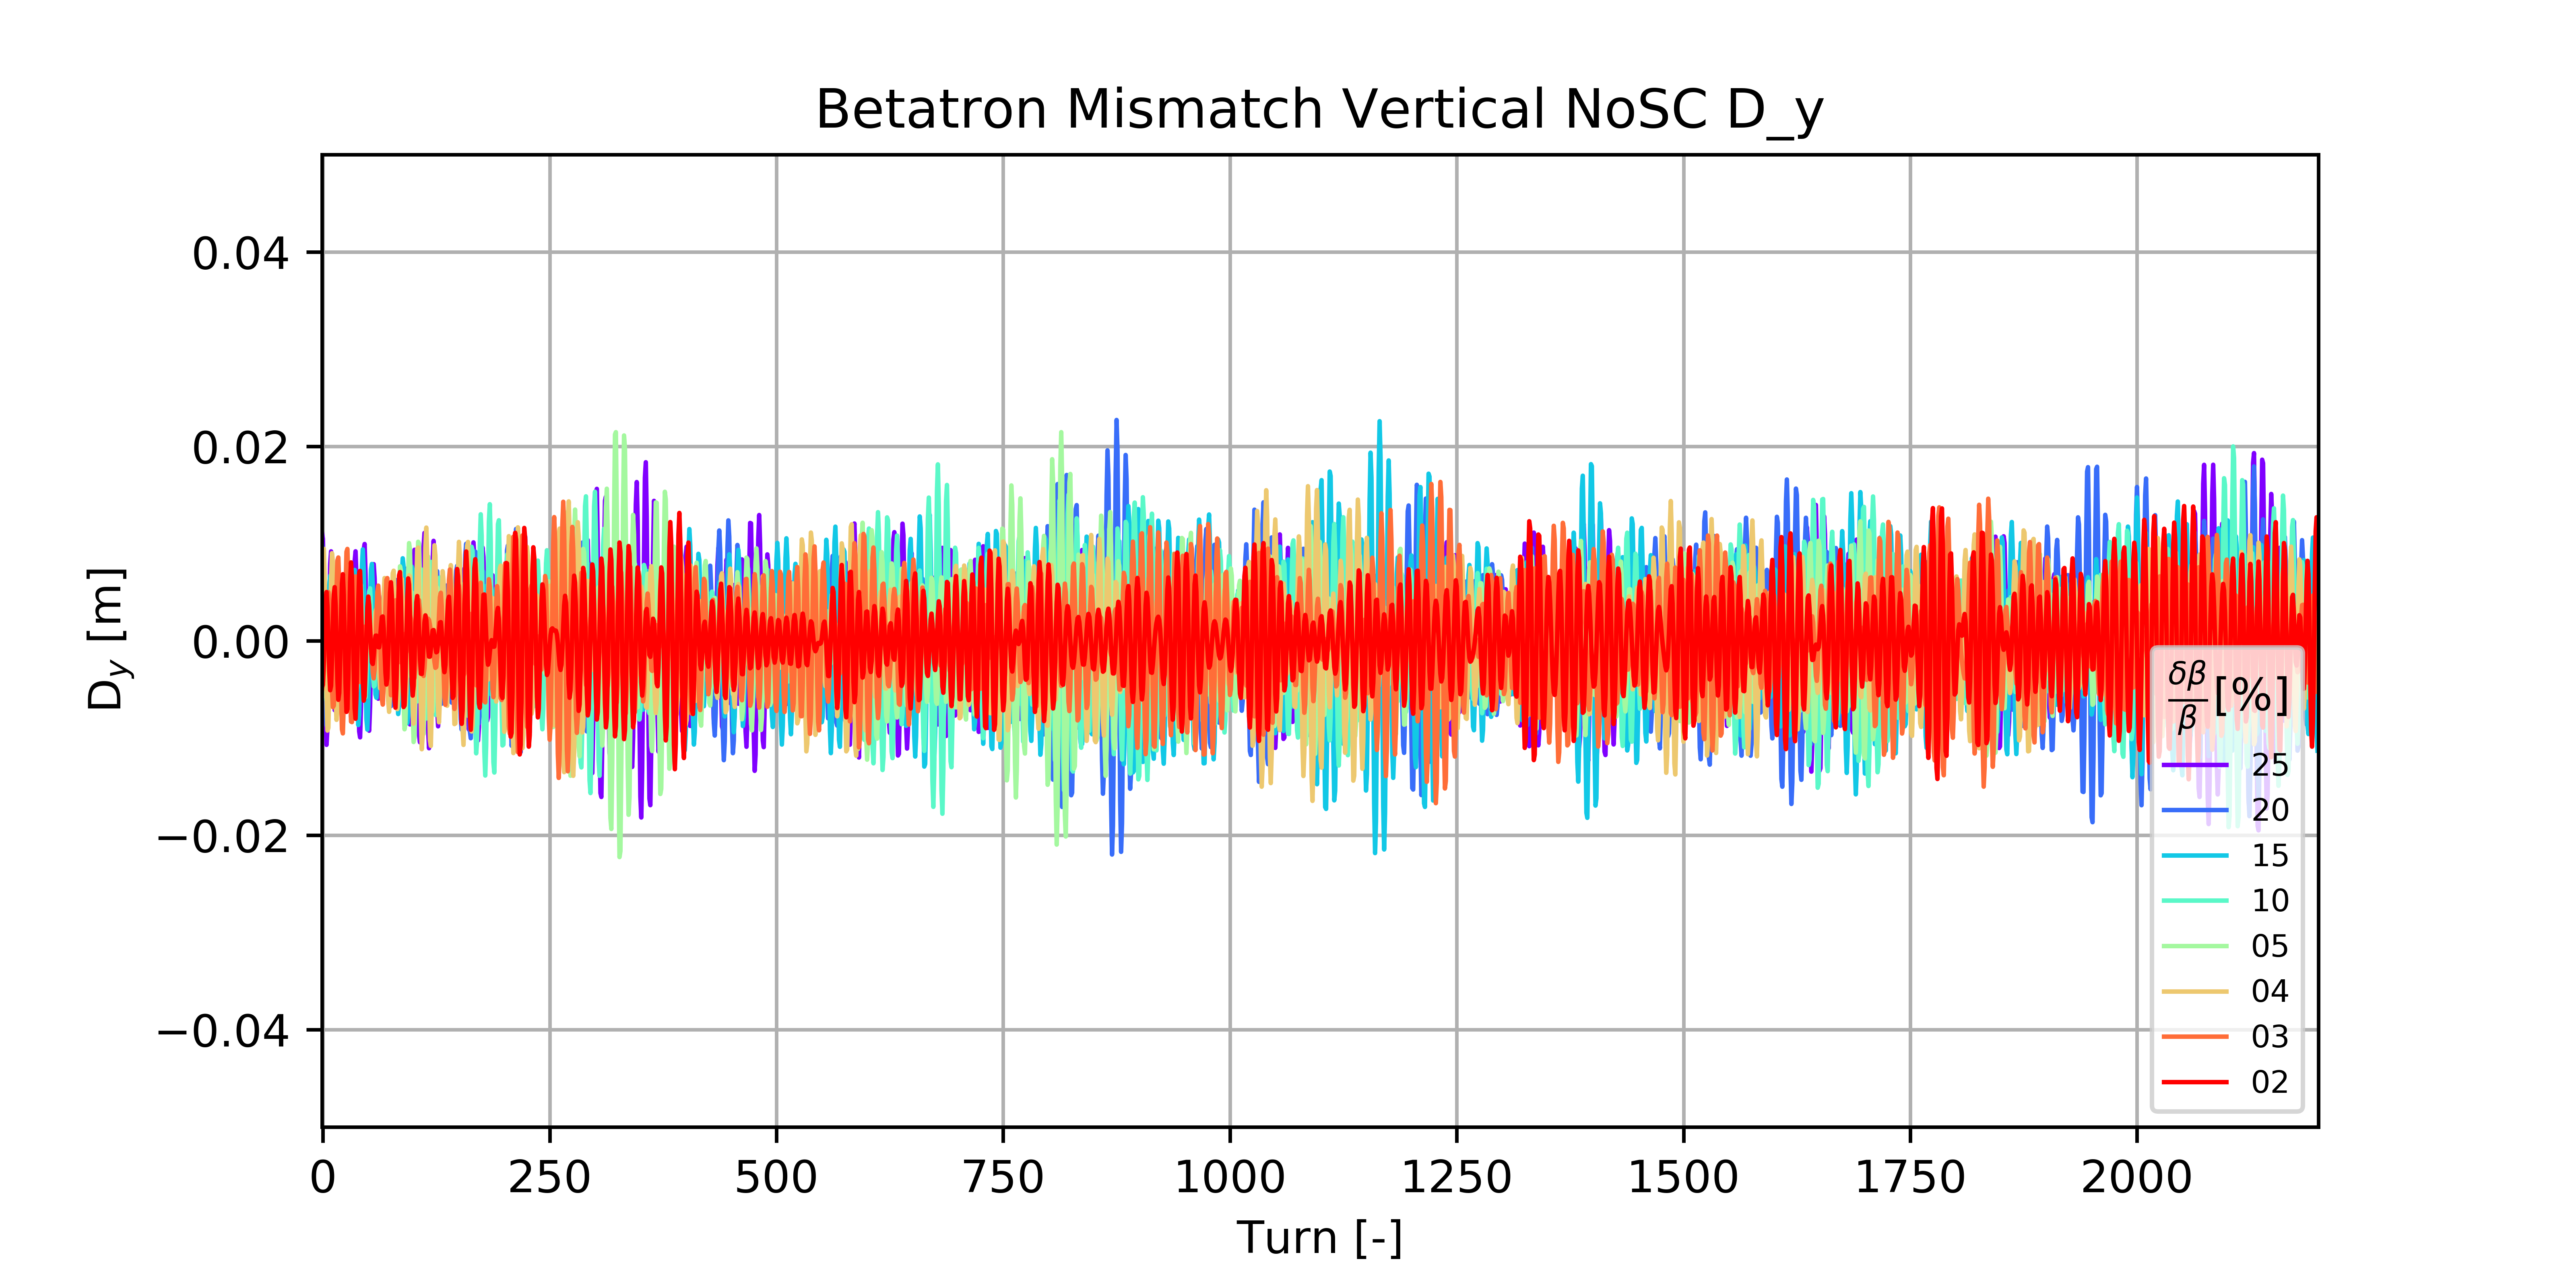 Betatron Mismatch Vertical NoSC D_y
D_y [m]
0.04
0.02
0.00
−0.02
−0.04
0 250 500 750 1000 1250 1500 1750 2000
Turn [-]
δβ/β [%]
25
20
15
10
05
04
03
02